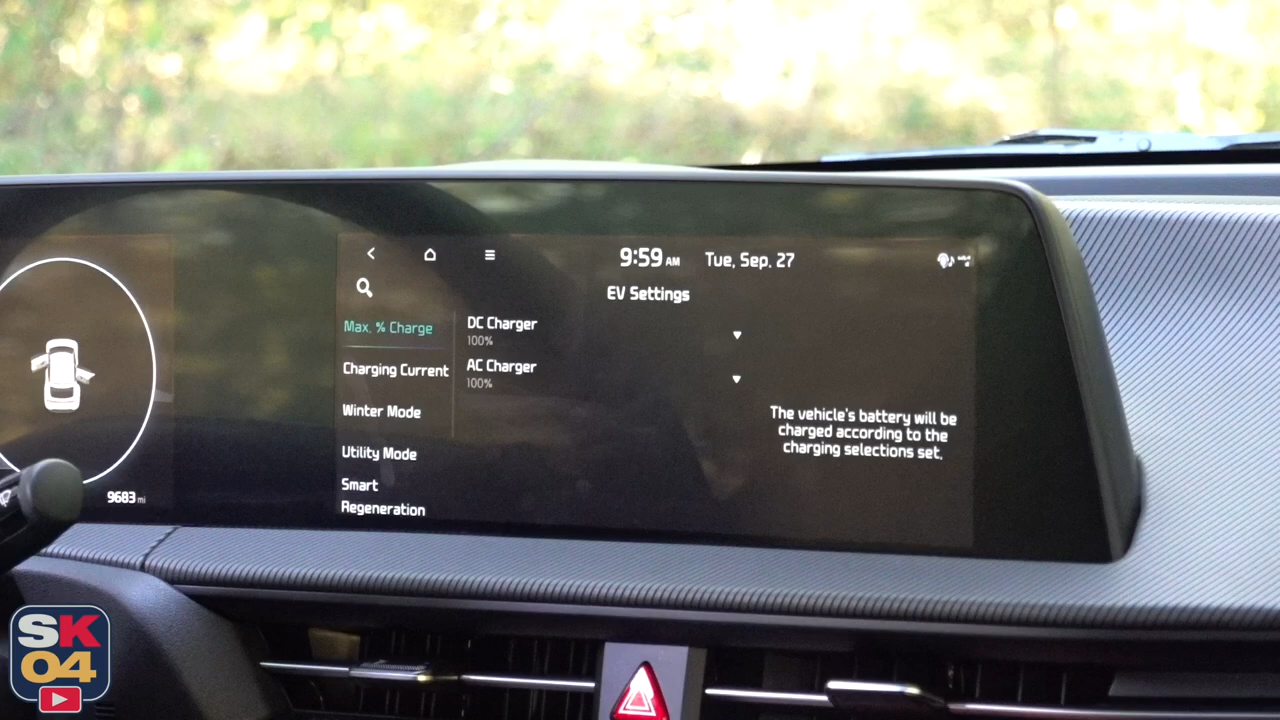 9:59 AM Tue, Sep. 27
EV Settings
Max. % Charge
Charging Current
Winter Mode
Utility Mode
Smart
Regeneration
DC Charger
100%
AC Charger
100%
The vehicle's battery will be
charged according to the
charging selections set.
9683 mi
SK
04